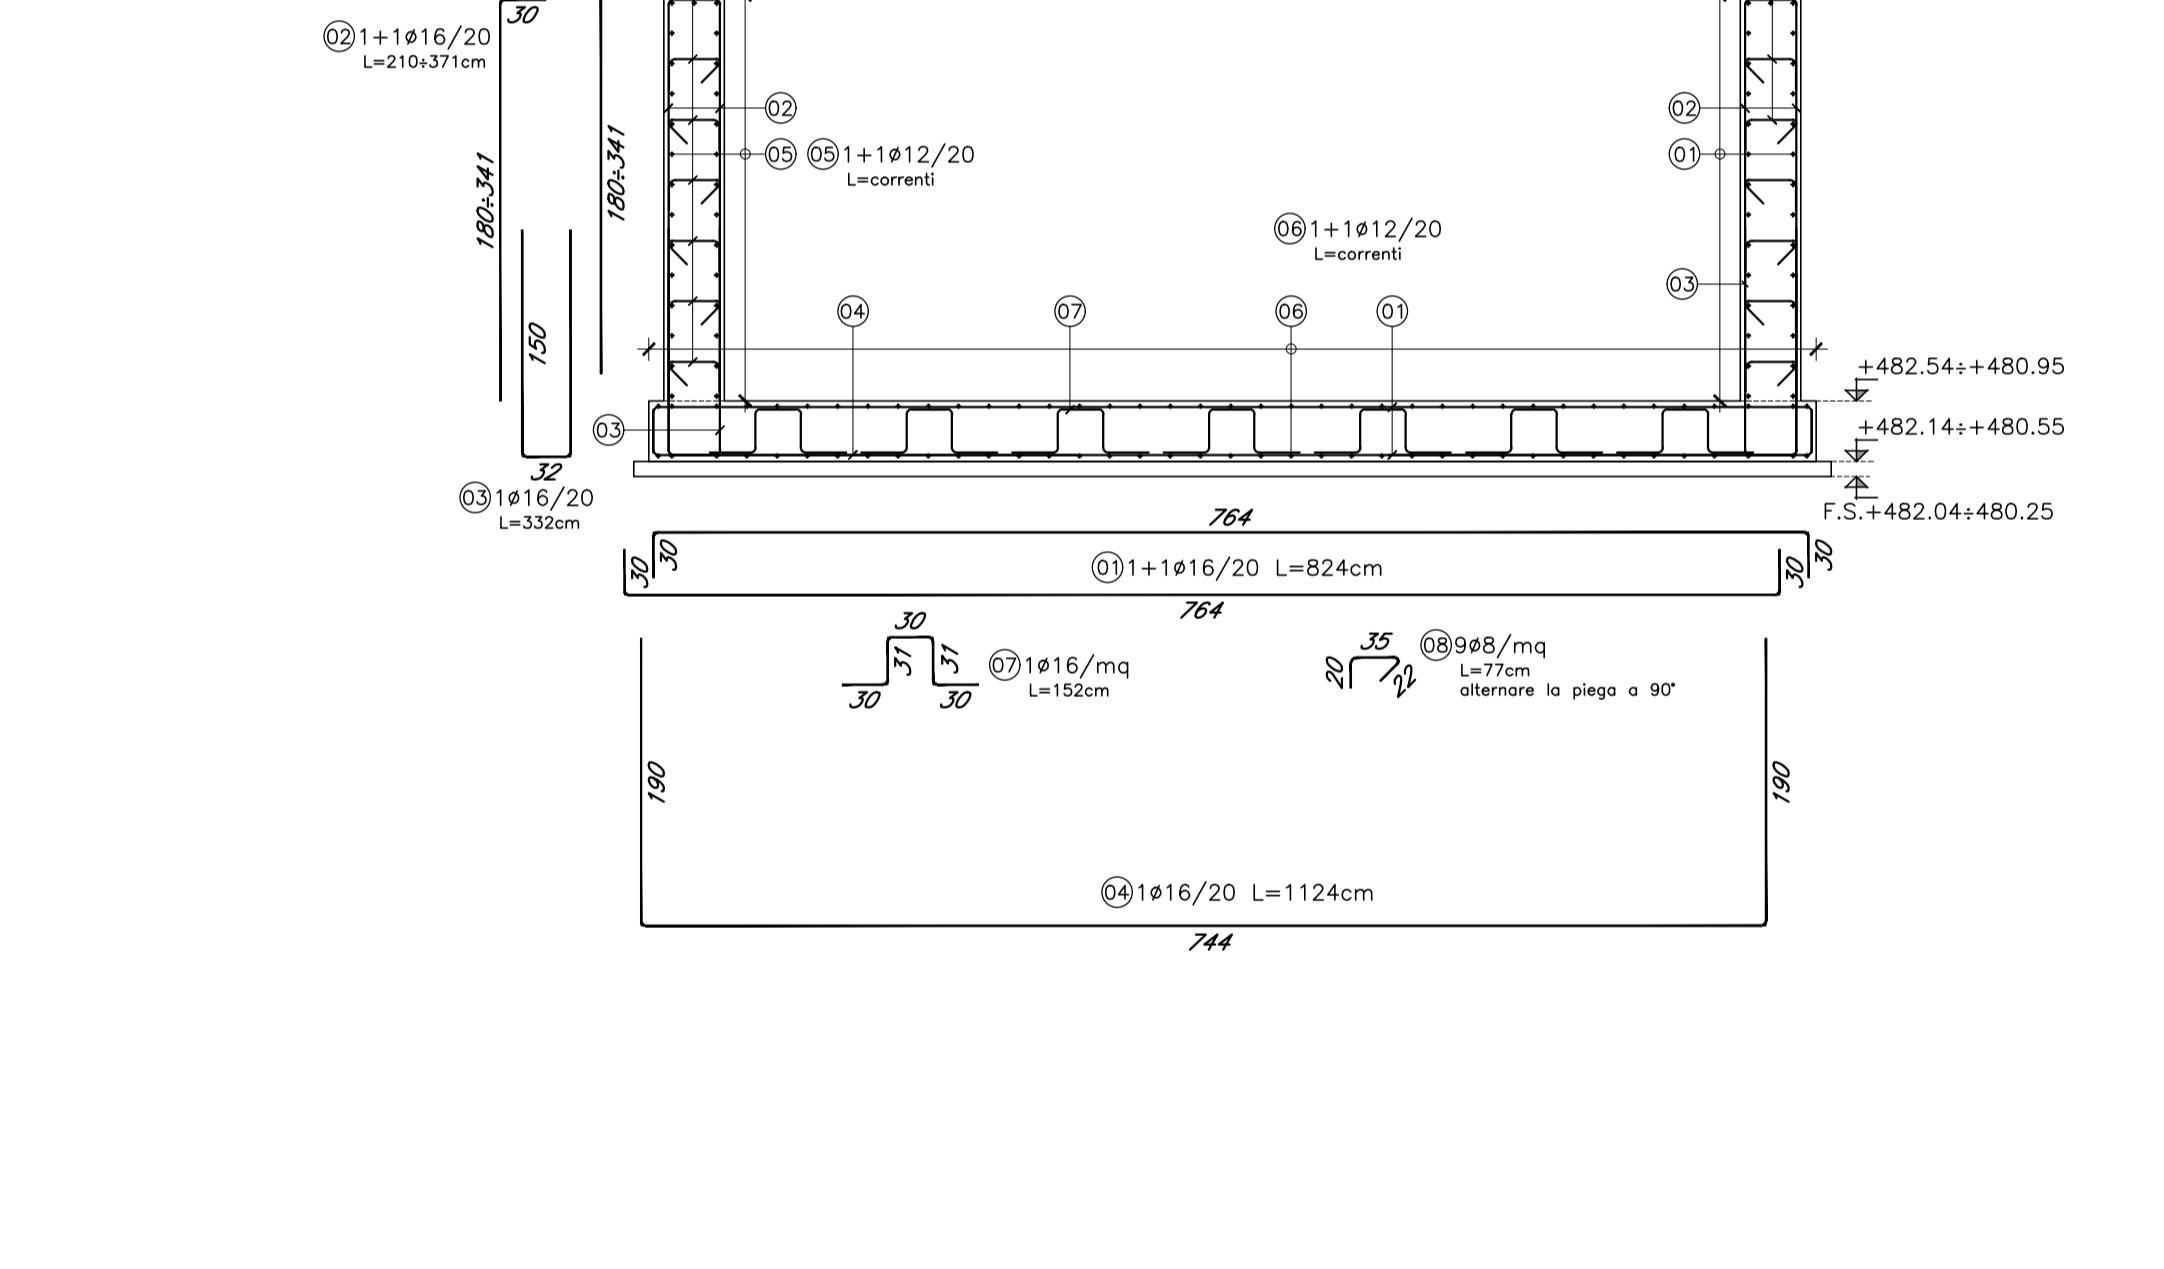 30
02 1+1ø16/20
L=210÷371cm
180÷341
180÷341
02
05
05 1+1ø12/20
L=correnti
02
01
06 1+1ø12/20
L=correnti
03
04
07
06
01
150
+482.54÷+480.95
+482.14÷+480.55
F.S.+482.04÷480.25
03
32
03 1ø16/20
L=332cm
764
30
30
01 1+1ø16/20 L=824cm
30
30
764
30
31
31
30
30
07 1ø16/mq
L=152cm
35
20
22
08 9ø8/mq
L=77cm
alternare la piega a 90°
190
190
04 1ø16/20 L=1124cm
744